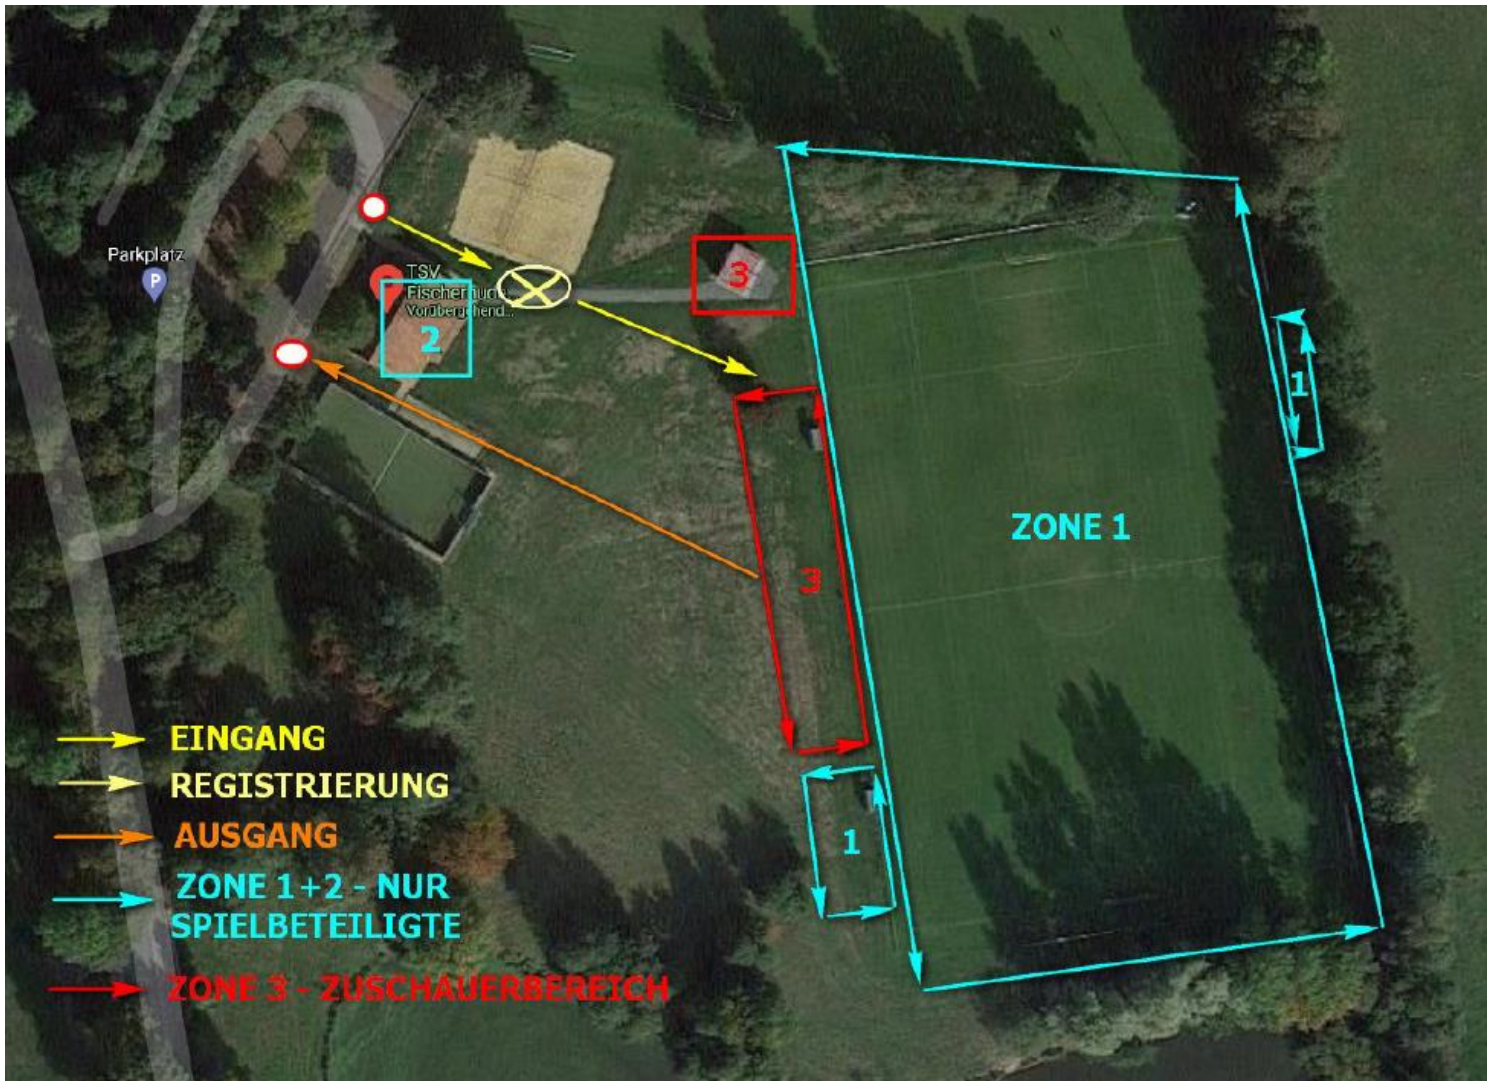 Parkplatz
P
TSV
Vorübergehend...
2
3
1
ZONE 1
3
1
EINGANG
REGISTRIERUNG
AUSGANG
ZONE 1+2 - NUR
SPIELBETEILIGTE
ZONE 3 - ZUSCHAUERBEREICH